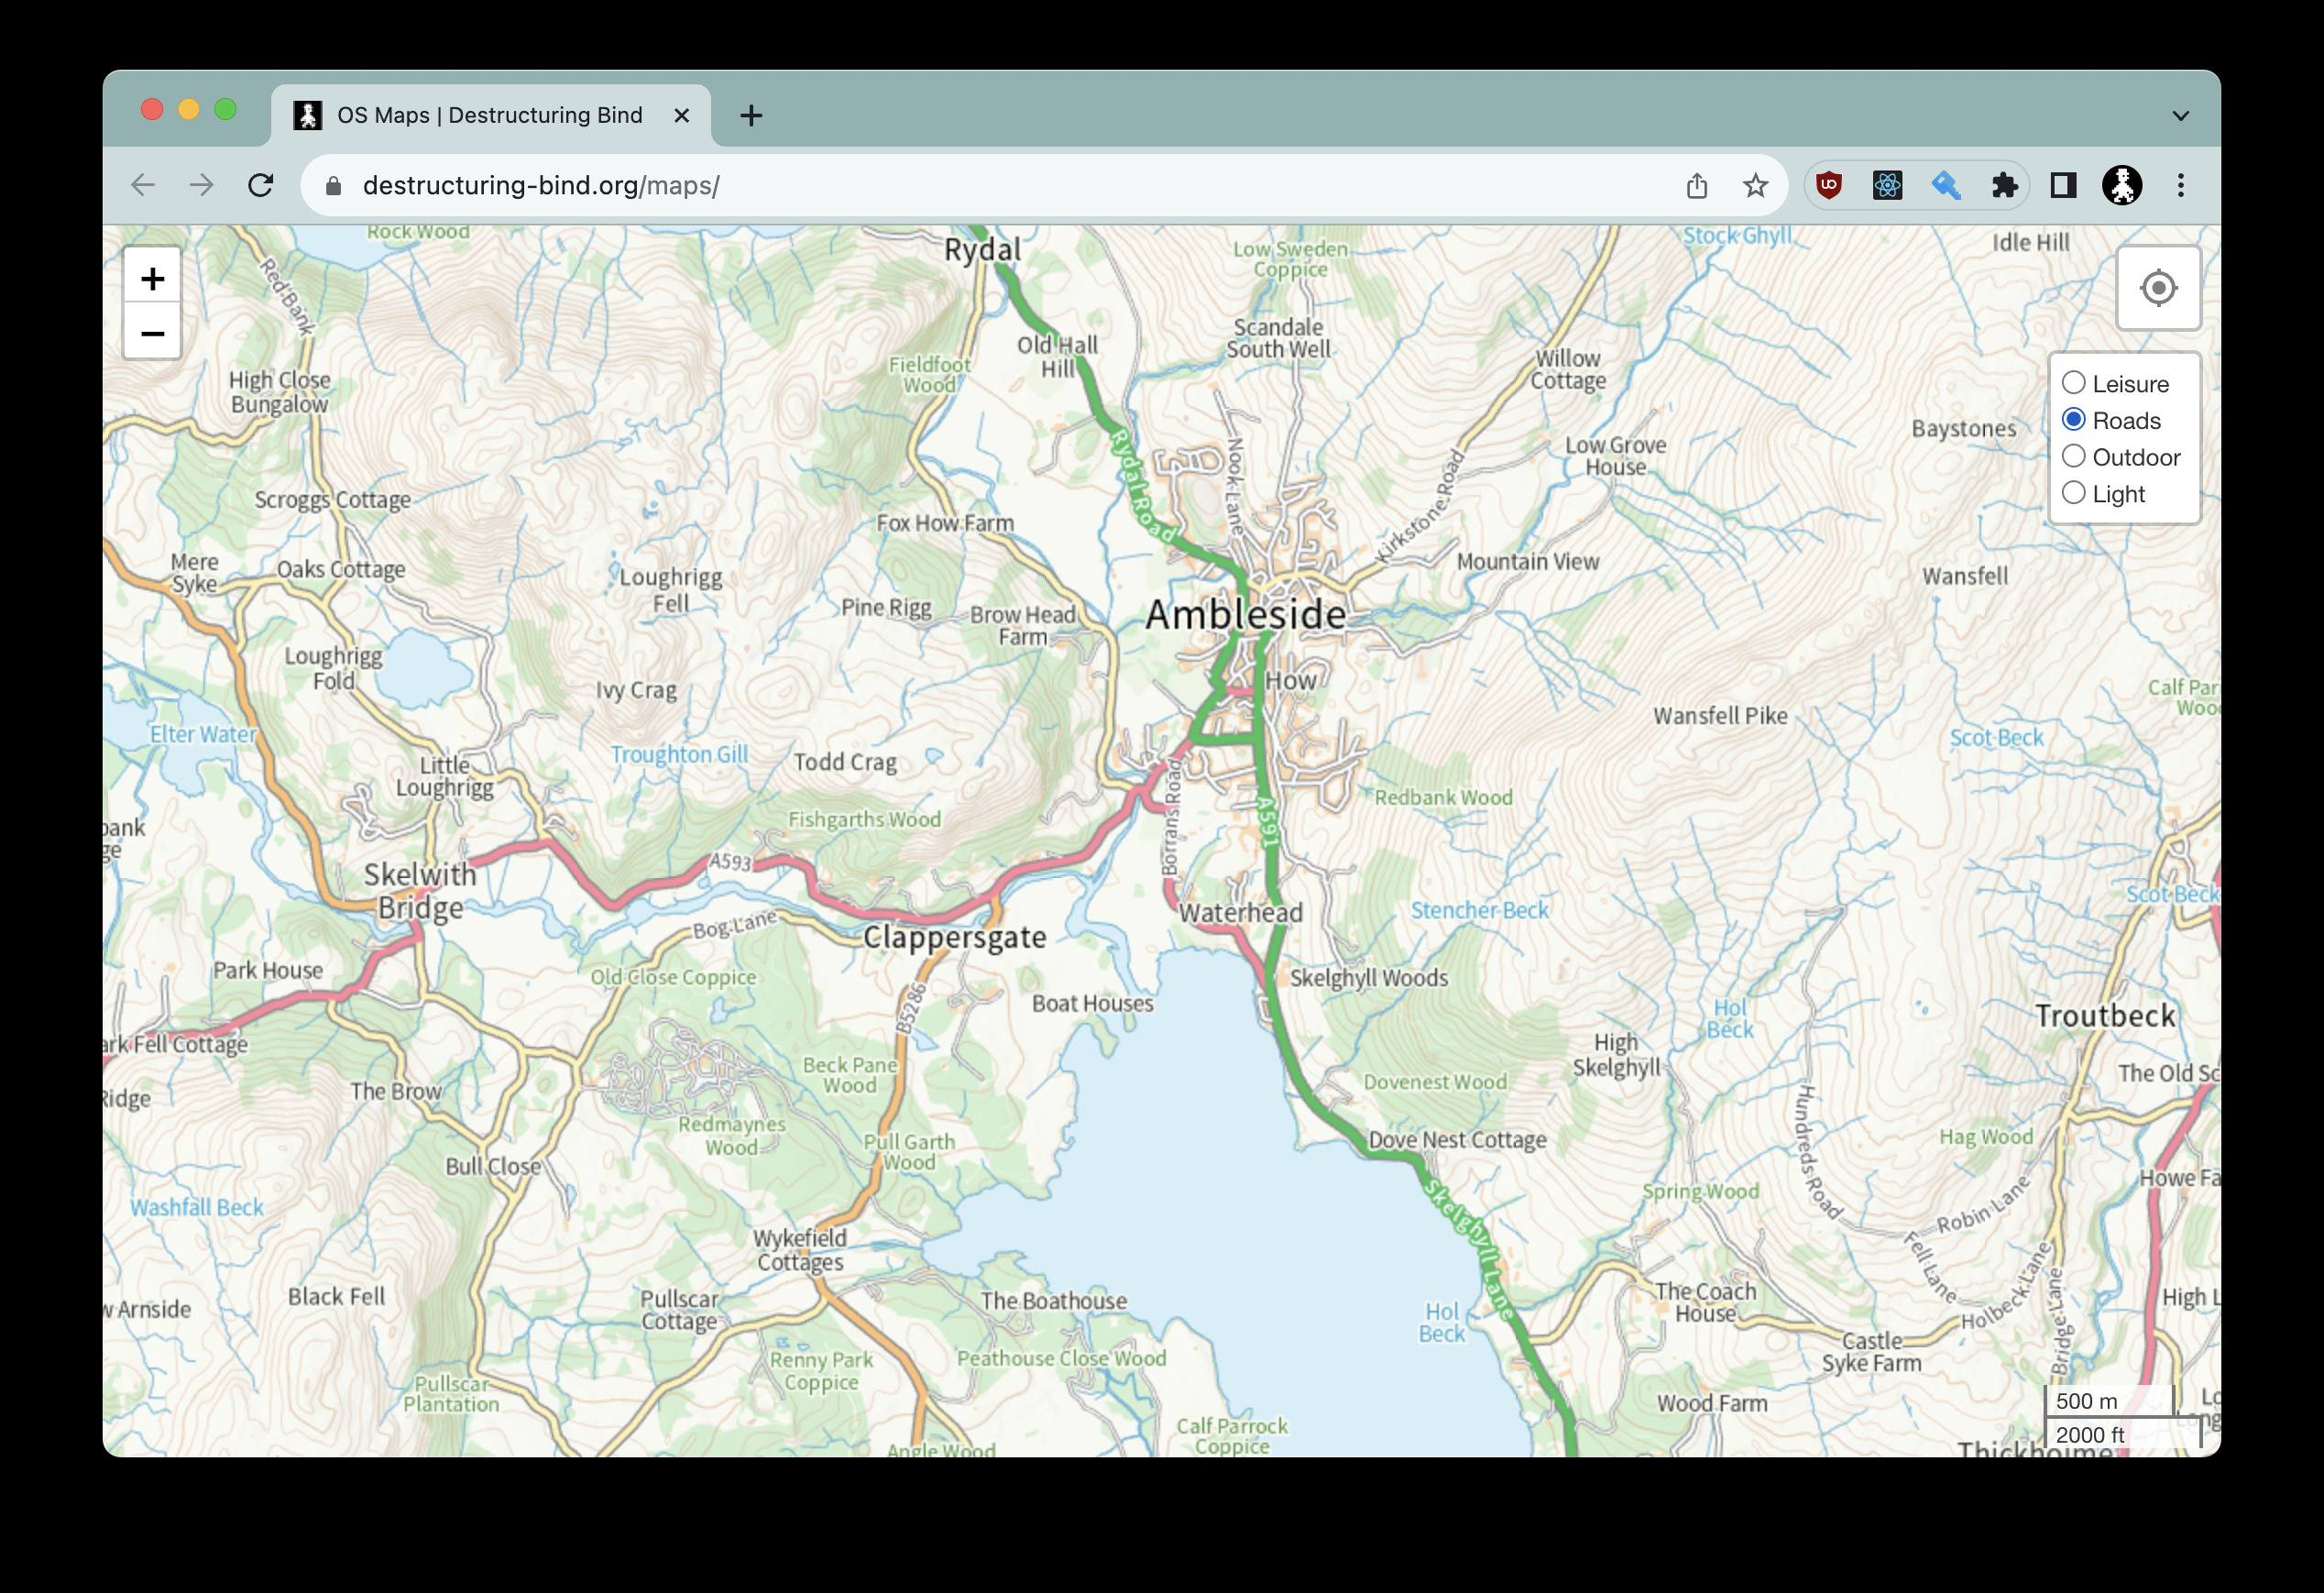 OS Maps | Destructuring Bind
destructuring-bind.org/maps/
Rock Wood
Rydal
Low Sweden
Coppice
Stock Ghyll
Idle Hill
Red Bank
+
−
Old Hall
Hill
Scandale
South Well
Fieldfoot
Wood
Willow
Cottage
High Close
Bungalow
Leisure
Roads
Outdoor
Light
Baystones
Rydal Road
Nook Lane
Low Grove
House
Kirkstone Road
Scroggs Cottage
Fox How Farm
Mere
Syke
Oaks Cottage
Loughrigg
Fell
Mountain View
Wansfell
Pine Rigg
Brow Head
Farm
Ambleside
Loughrigg
Fold
Ivy Crag
How
Calf Par
Woo
Wansfell Pike
Elter Water
Troughton Gill
Todd Crag
Scot Beck
Little
Loughrigg
Borrans Road
A591
Redbank Wood
Fishgarths Wood
bank
ge
A593
Skelwith
Bridge
Scot Beck
Bog Lane
Waterhead
Stencher Beck
Clappersgate
Park House
Old Close Coppice
Skelghyll Woods
B5286
Boat Houses
Hol
Beck
Troutbeck
ark Fell Cottage
High
Skelghyll
Beck Pane
Wood
The Old Sc
The Brow
Ridge
Dovenest Wood
Redmaynes
Wood
Pull Garth
Wood
Dove Nest Cottage
Hundreds Road
Hag Wood
Bull Close
Howe Fa
Washfall Beck
Skelghyll Lane
Spring Wood
Robin Lane
Wykefield
Cottages
Fell Lane
Holbeck Lane
Bridge Lane
Black Fell
w Arnside
Pullscar
Cottage
The Boathouse
Hol
Beck
The Coach
House
High L
Castle
Syke Farm
Renny Park
Coppice
Peathouse Close Wood
Pullscar
Plantation
Wood Farm
500 m
2000 ft
Calf Parrock
Coppice
Angle Wood
Thickholme